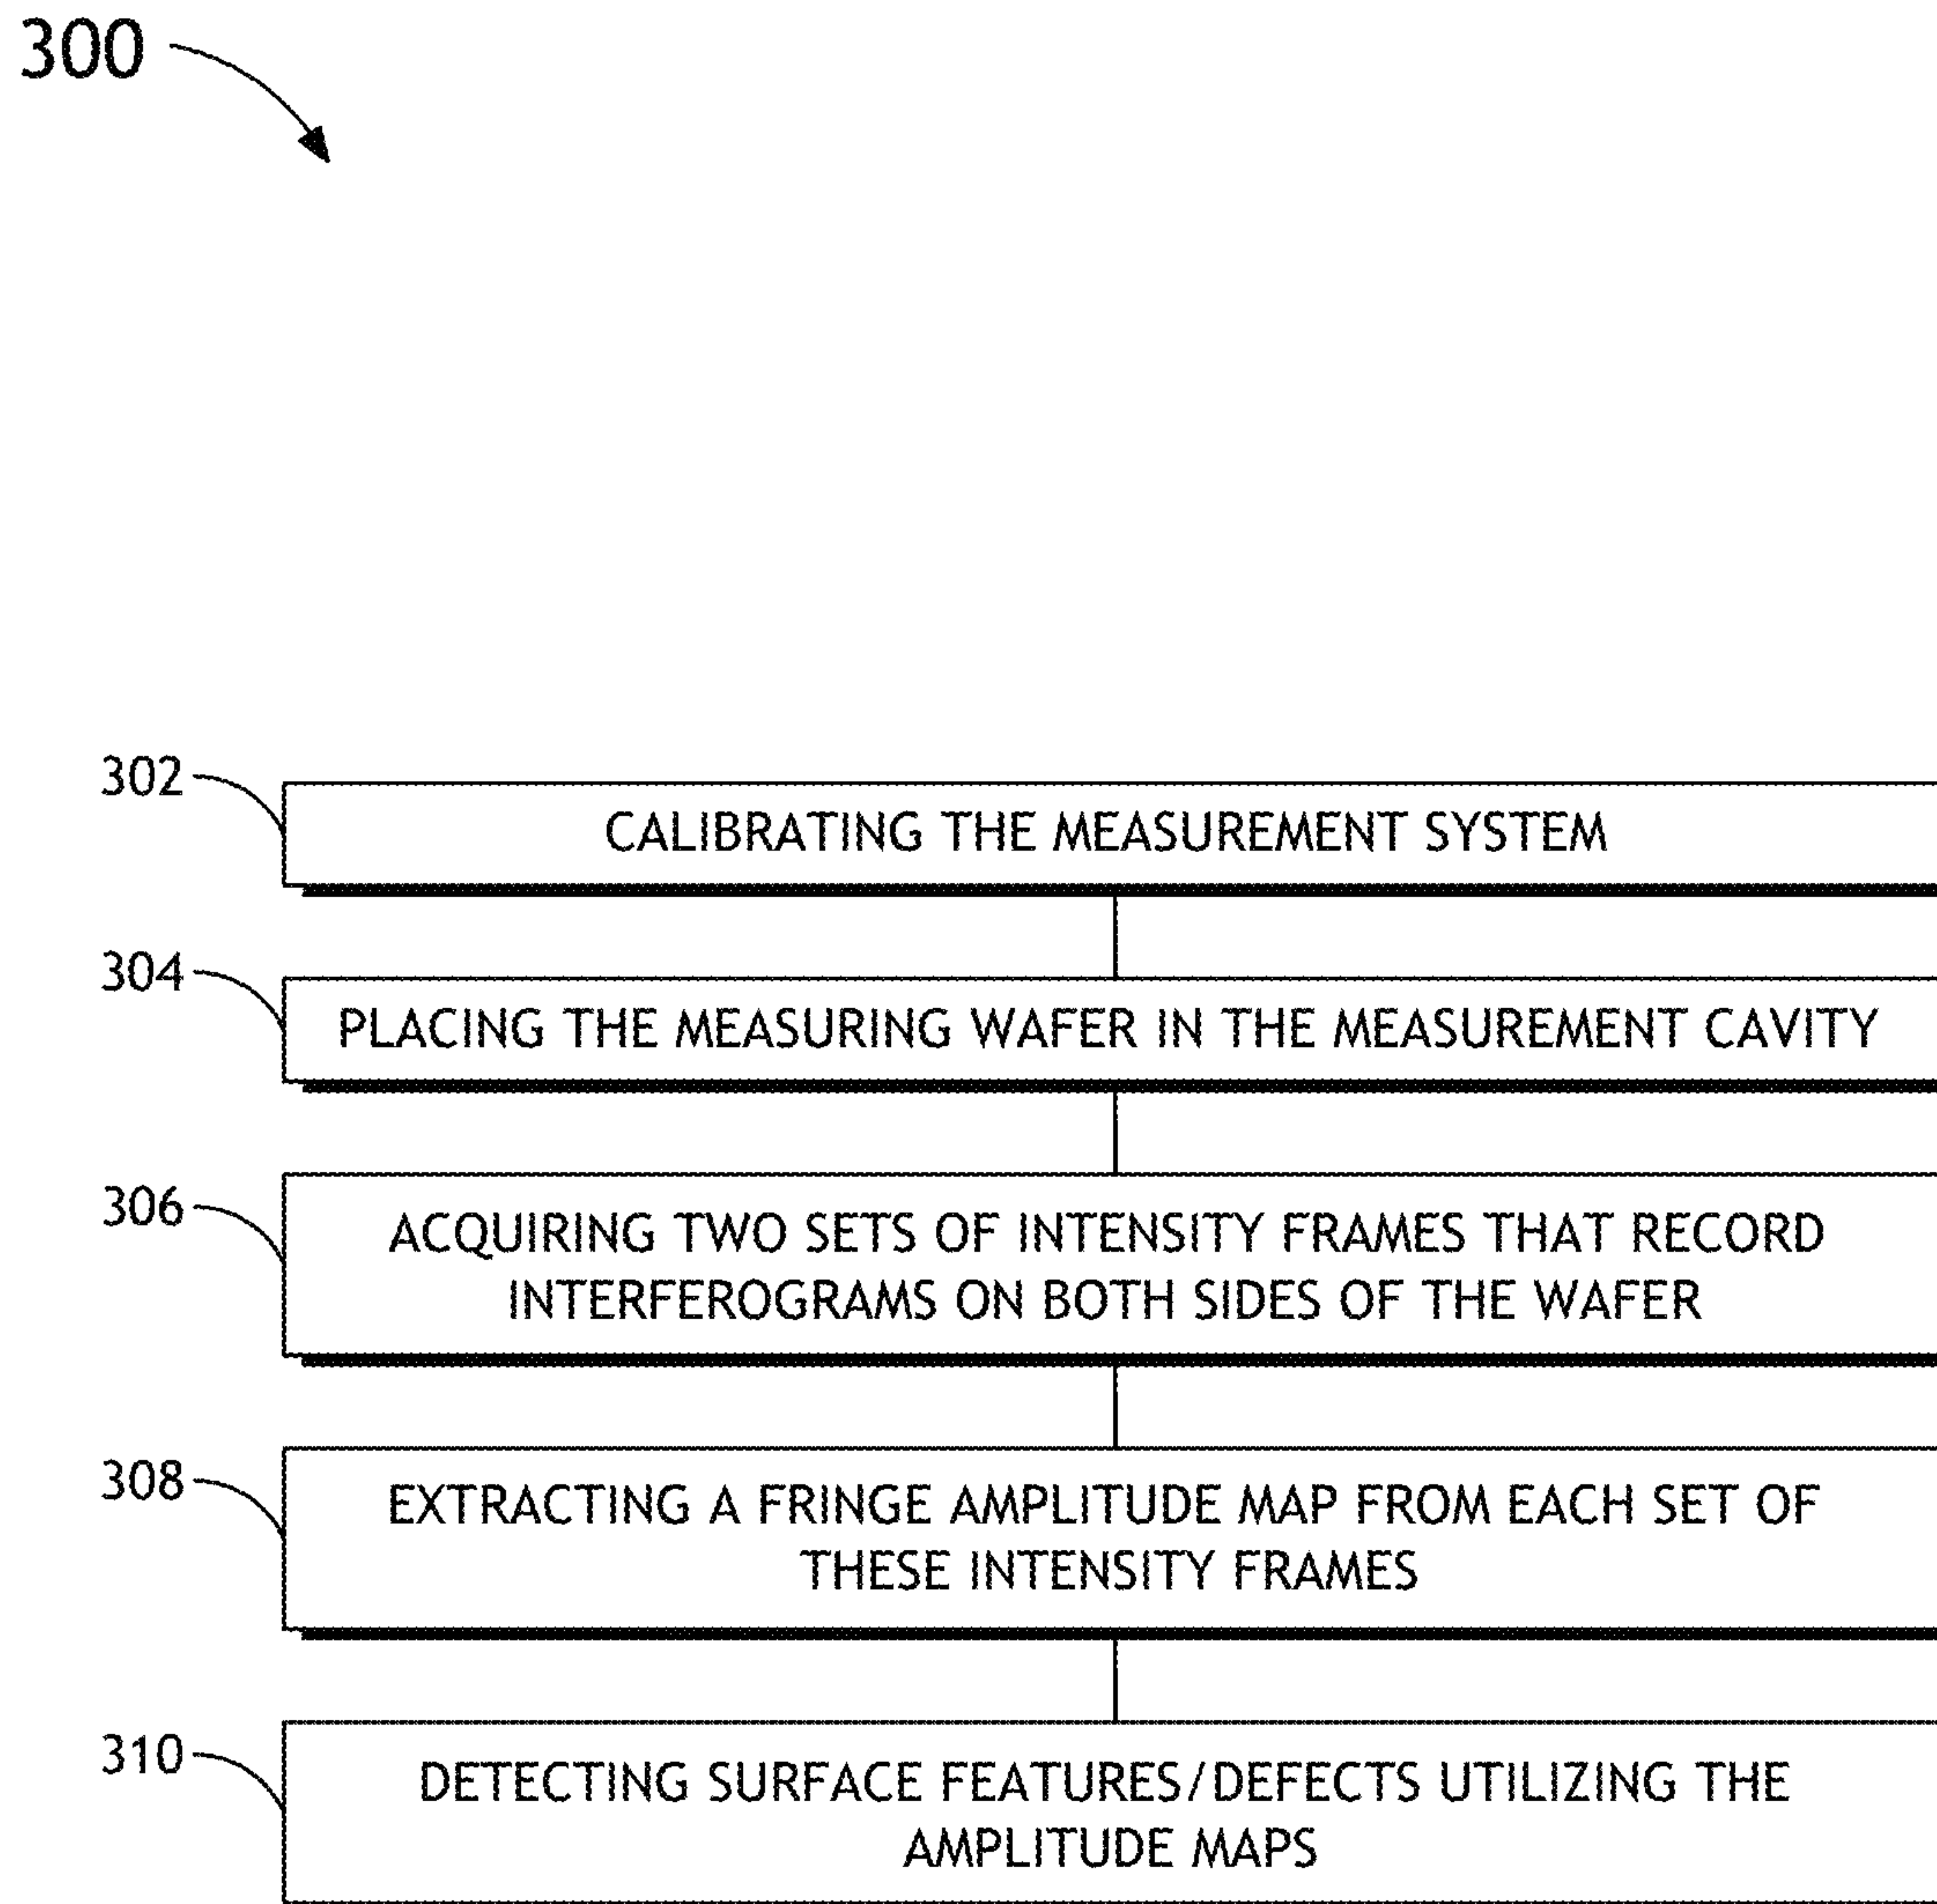 300
302
CALIBRATING THE MEASUREMENT SYSTEM
304
PLACING THE MEASURING WAFER IN THE MEASUREMENT CAVITY
306
ACQUIRING TWO SETS OF INTENSITY FRAMES THAT RECORD
INTERFEROGRAMS ON BOTH SIDES OF THE WAFER
308
EXTRACTING A FRINGE AMPLITUDE MAP FROM EACH SET OF
THESE INTENSITY FRAMES
310
DETECTING SURFACE FEATURES/DEFECTS UTILIZING THE
AMPLITUDE MAPS